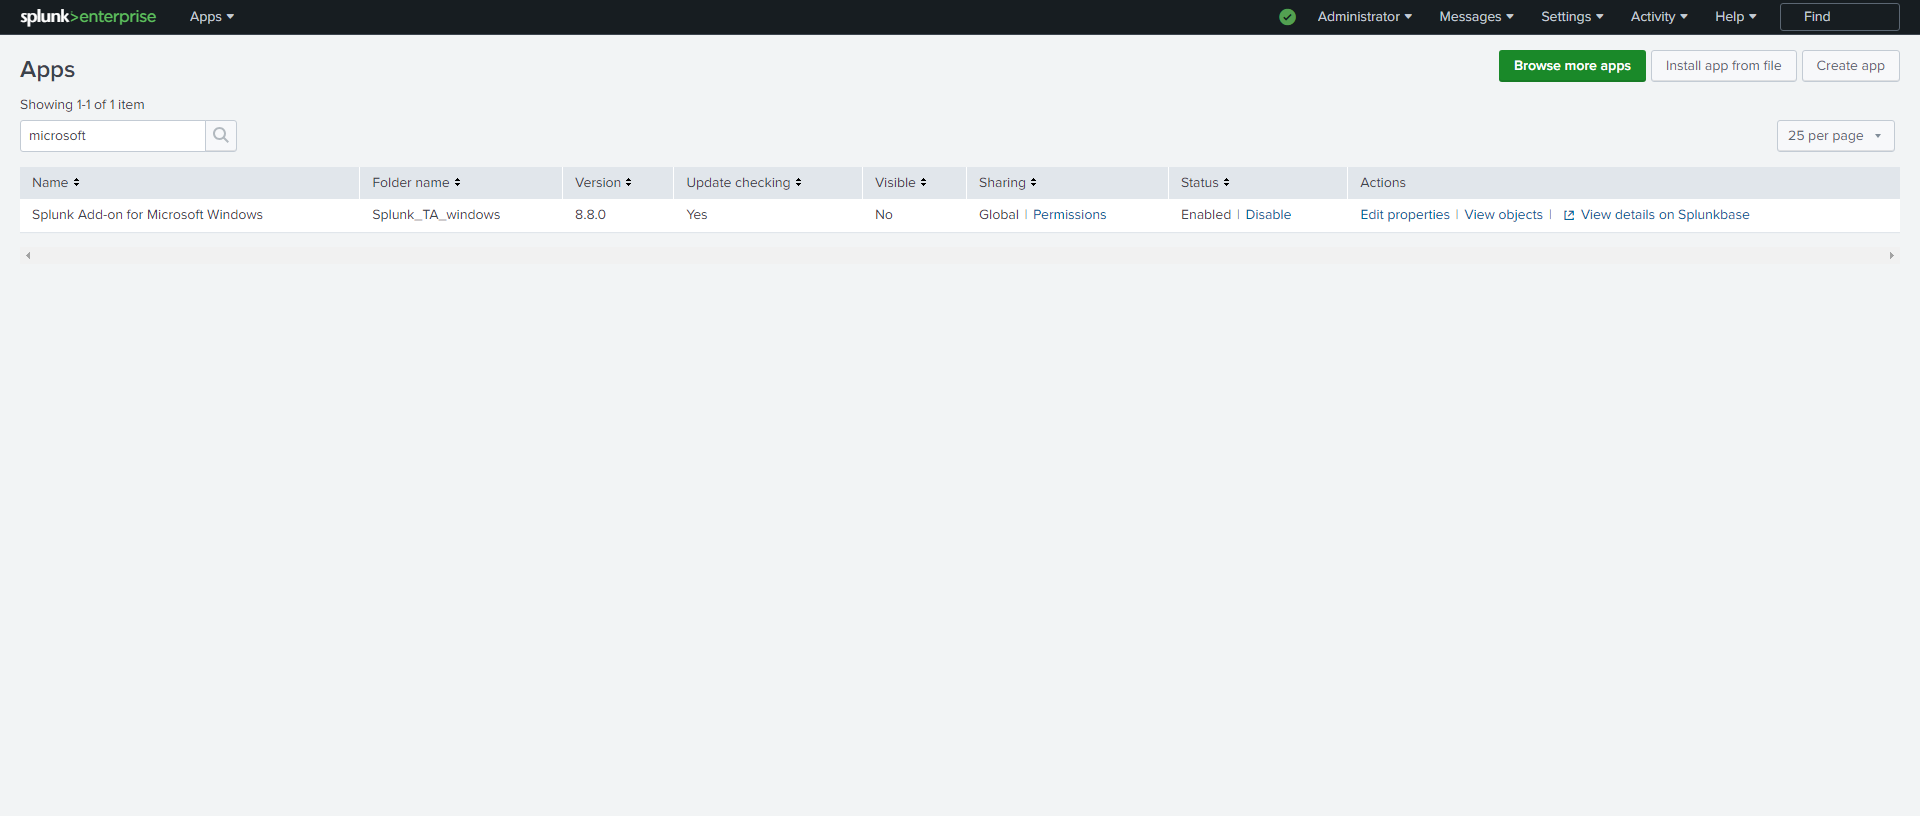 splunk>enterprise Apps Administrator Messages Settings Activity Help Find
Apps Browse more apps Install app from file Create app
Showing 1-1 of 1 item
microsoft 25 per page
Name Folder name Version Update checking Visible Sharing Status Actions
Splunk Add-on for Microsoft Windows Splunk_TA_windows 8.8.0 Yes No Global | Permissions Enabled | Disable Edit properties | View objects | View details on Splunkbase